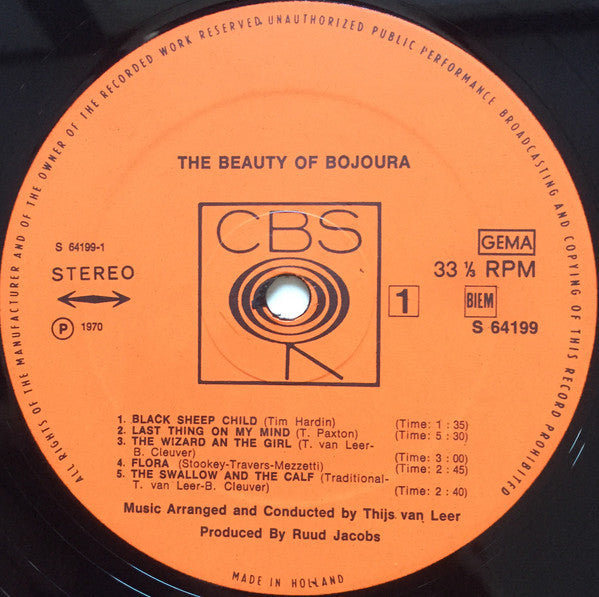 ALL RIGHTS OF THE MANUFACTURER AND OF THE OWNER OF THE RECORDED WORK RESERVED. UNAUTHORIZED PUBLIC PERFORMANCE. BROADCASTING AND COPYING OF THIS RECORD PROHIBITED
THE BEAUTY OF BOJOURA
CBS
S 64199-1
STEREO
P 1970
GEMA
33 ⅓ RPM
1
BIEM
S 64199
1. BLACK SHEEP CHILD (Tim Hardin) (Time: 1 : 35)
2. LAST THING ON MY MIND (T. Paxton) (Time: 5 : 30)
3. THE WIZARD AN THE GIRL (T. van Leer-
B. Cleuver) (Time: 3 : 00)
4. FLORA (Stookey-Travers-Mezzetti) (Time: 2 : 45)
5. THE SWALLOW AND THE CALF (Traditional-
T. van Leer-B. Cleuver) (Time: 2 : 40)
Music Arranged and Conducted by Thijs van Leer
Produced By Ruud Jacobs
MADE IN HOLLAND